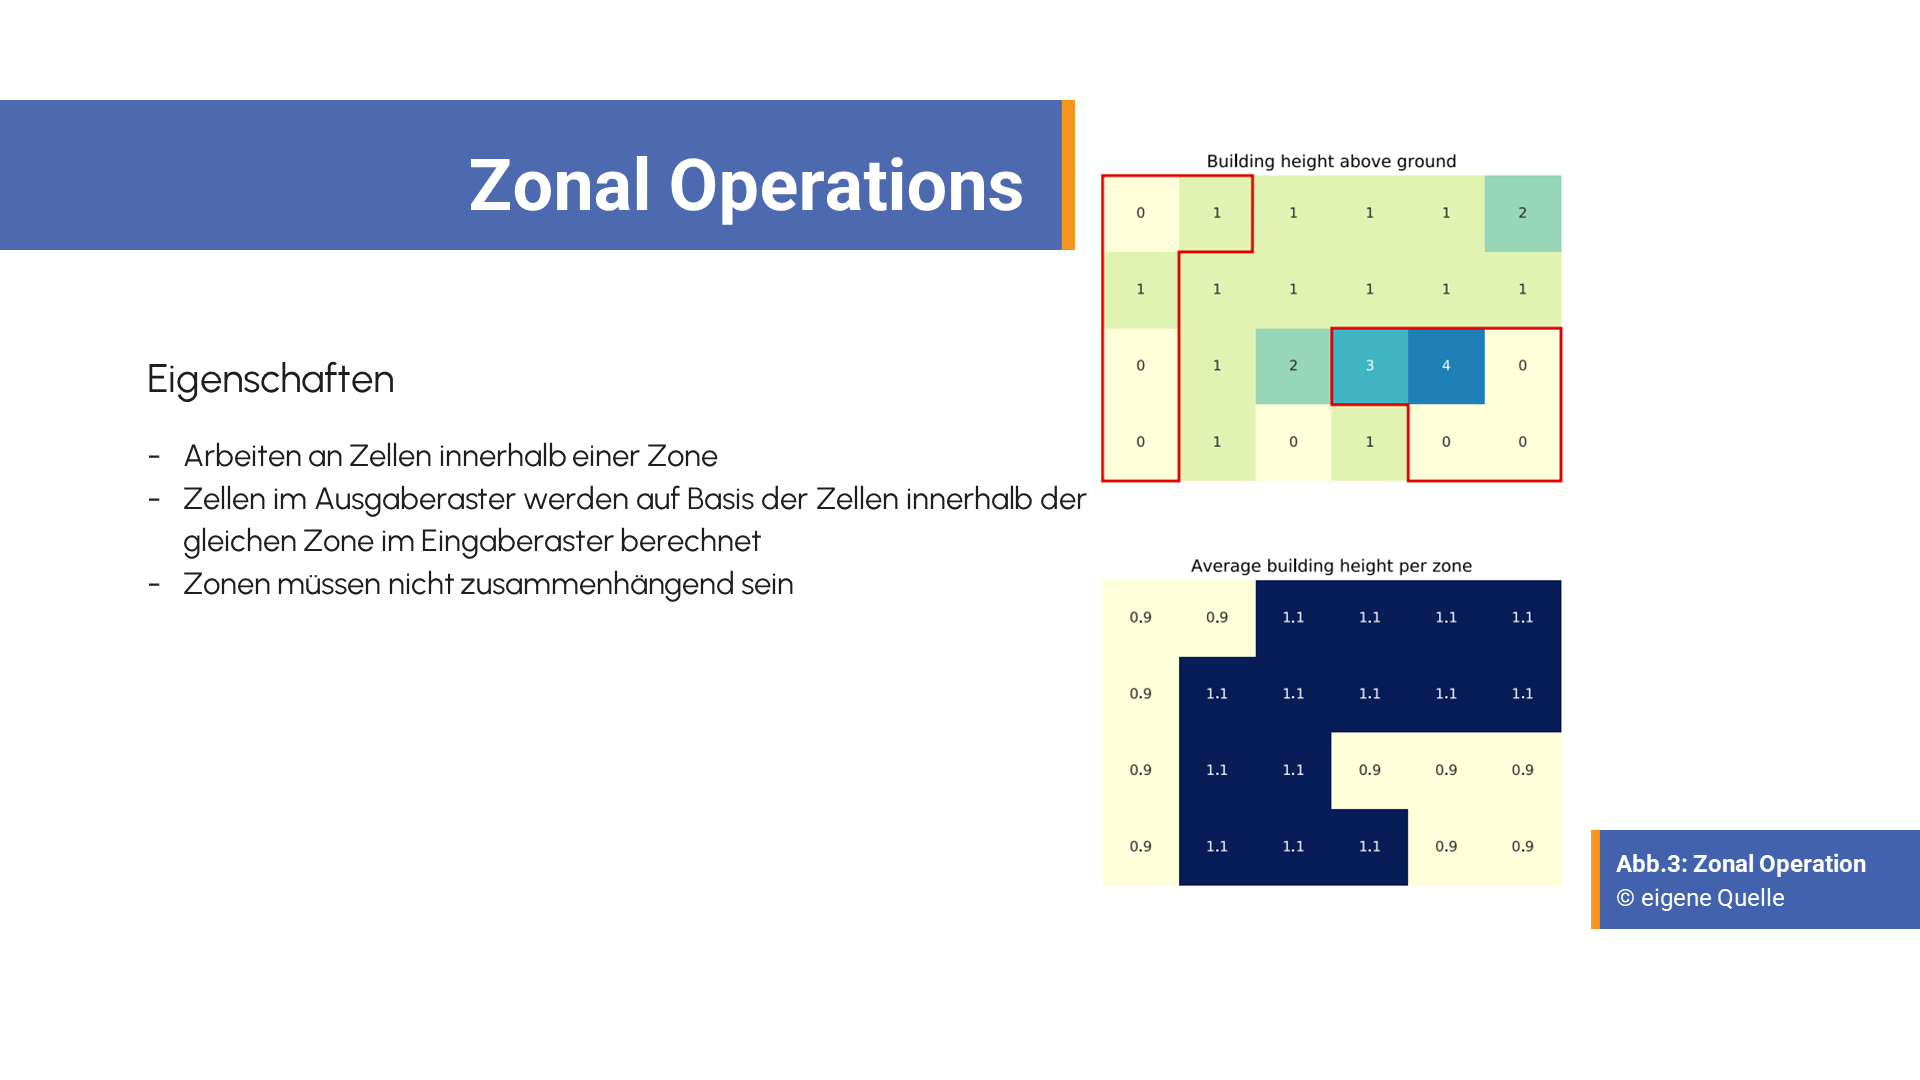 Zonal Operations
Eigenschaften
- Arbeiten an Zellen innerhalb einer Zone
- Zellen im Ausgaberaster werden auf Basis der Zellen innerhalb der
gleichen Zone im Eingaberaster berechnet
- Zonen müssen nicht zusammenhängend sein
Building height above ground
0 1 1 1 1 2
1 1 1 1 1 1
0 1 2 3 4 0
0 1 0 1 0 0
Average building height per zone
0.9 0.9 1.1 1.1 1.1 1.1
0.9 1.1 1.1 1.1 1.1 1.1
0.9 1.1 1.1 0.9 0.9 0.9
0.9 1.1 1.1 1.1 0.9 0.9
Abb.3: Zonal Operation
© eigene Quelle